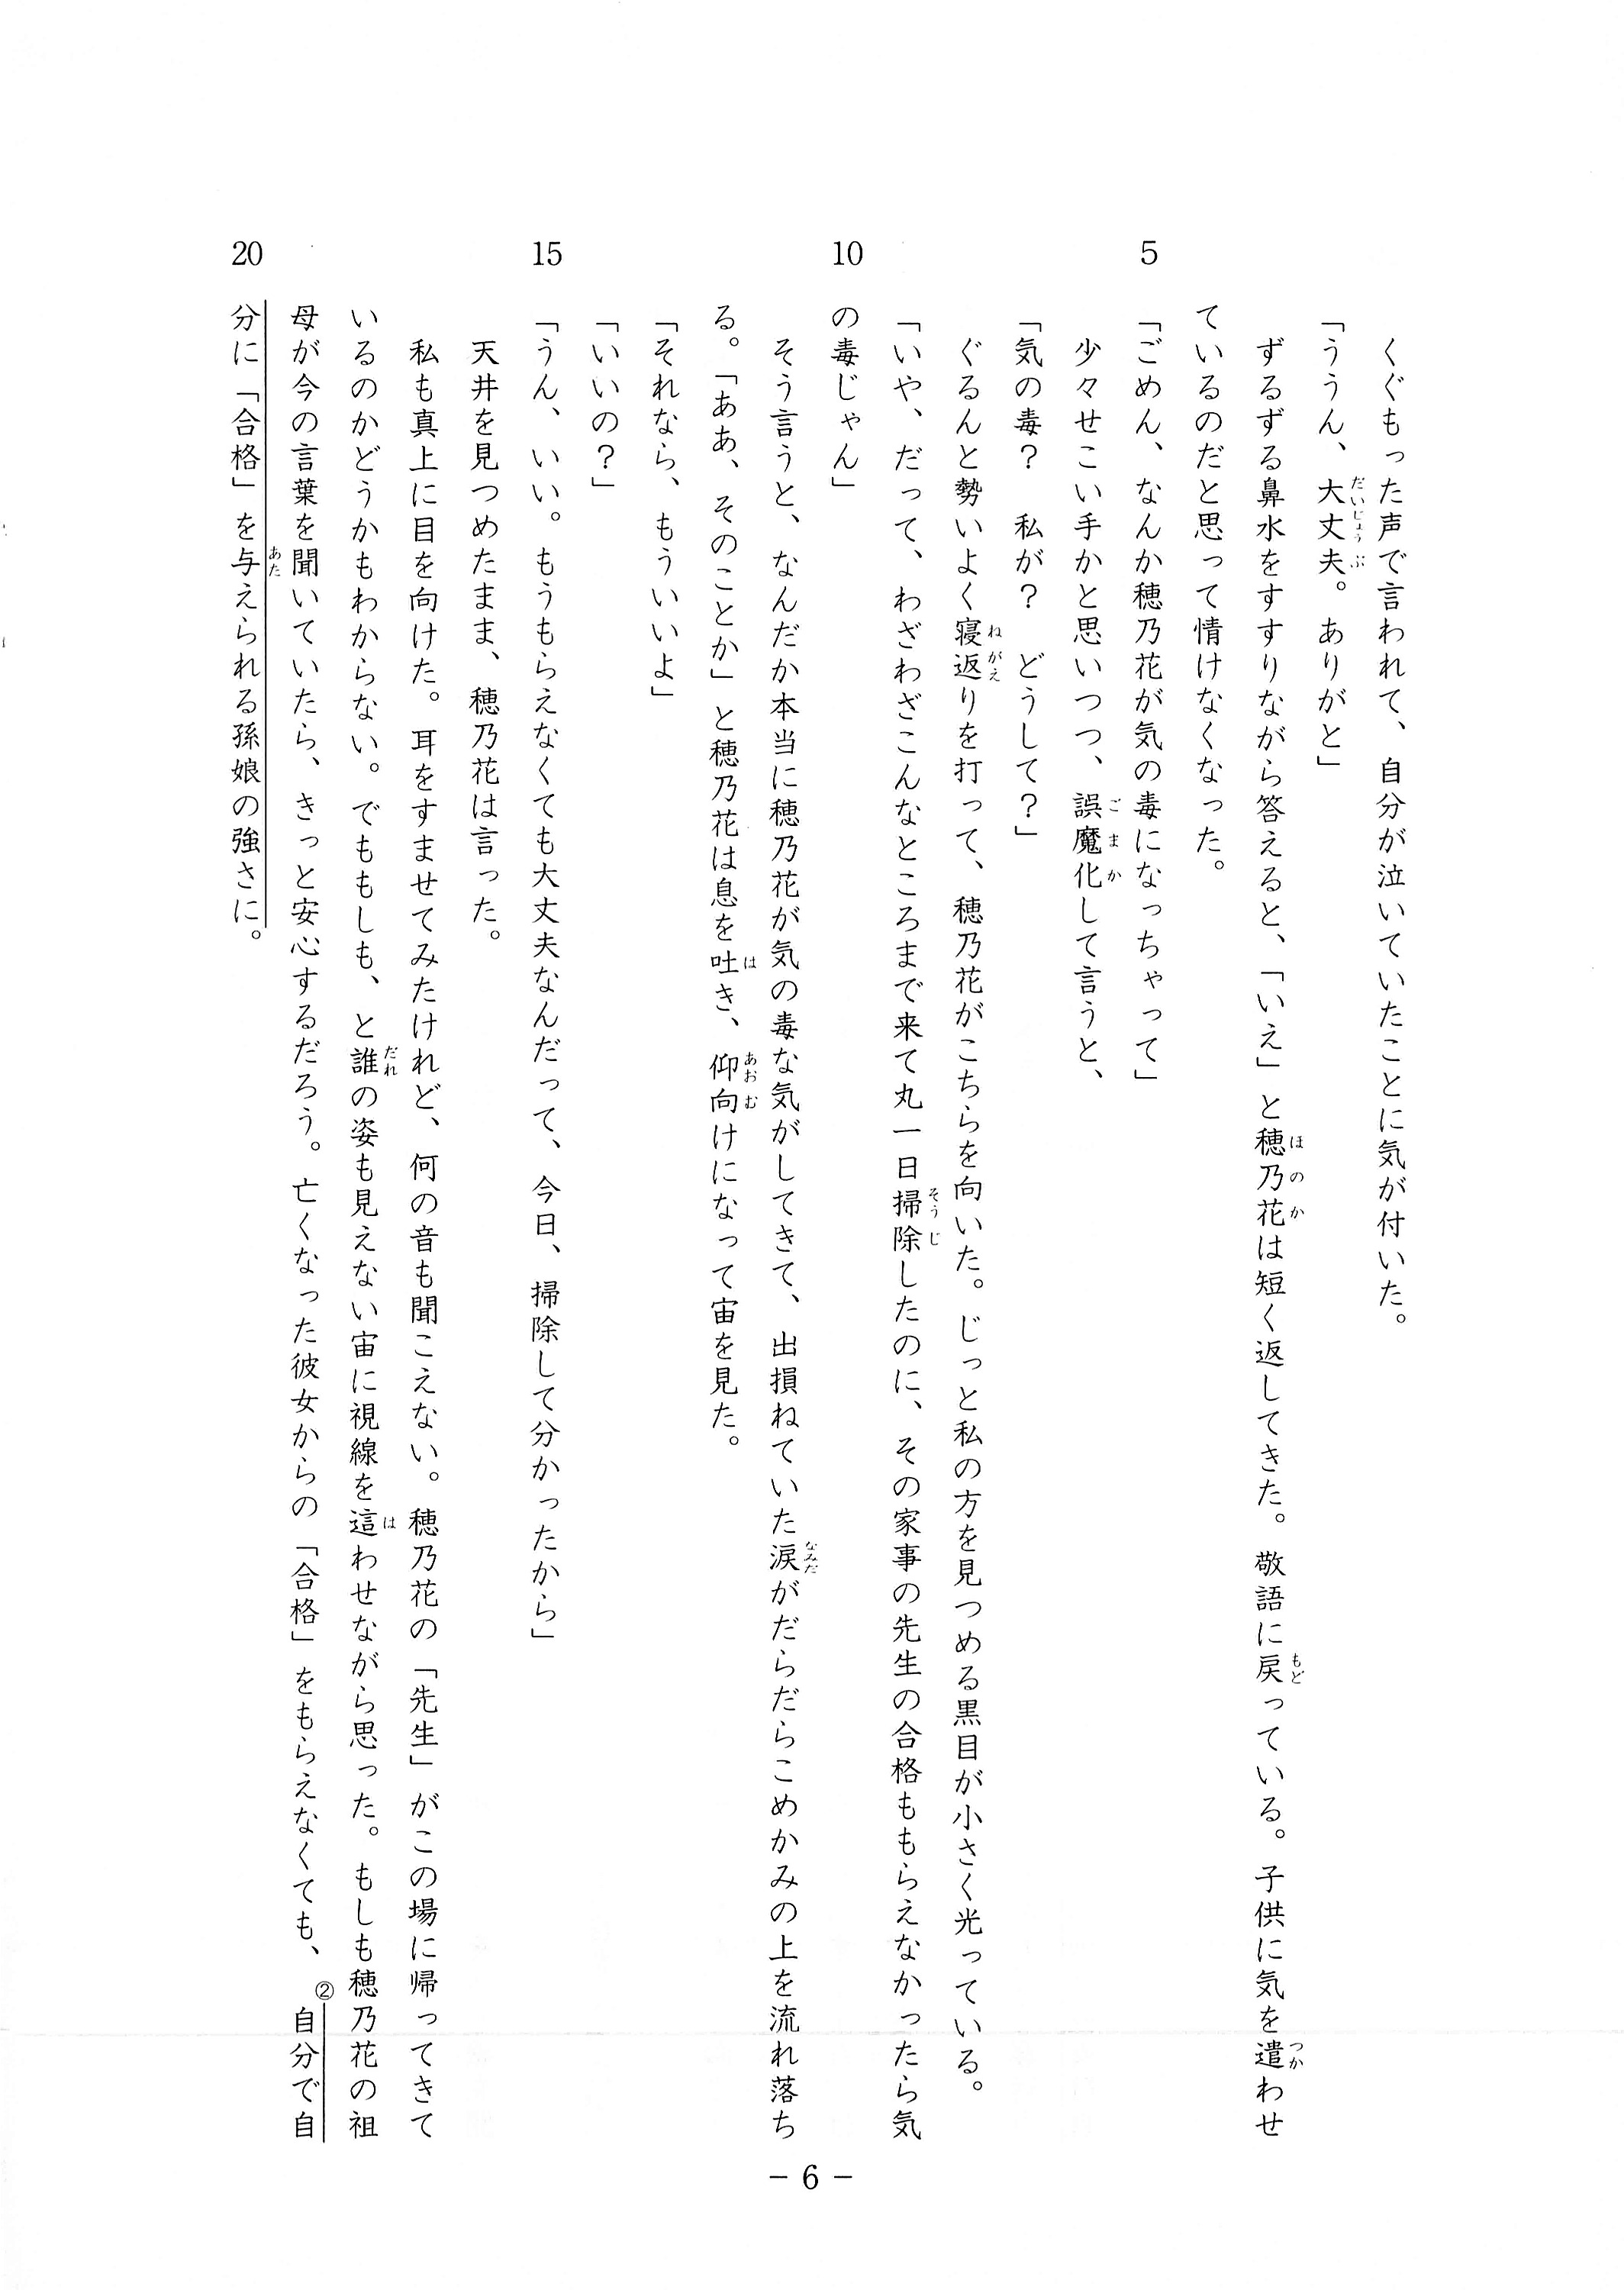 くぐもった声で言われて、自分が泣いていたことに気が付いた。
「ううん、大丈夫。ありがと」
ずるずる鼻水をすすりながら答えると、「いえ」と穂乃花は短く返してきた。敬語に戻っている。子供に気を遣わせ
ているのだと思って情けなくなった。
5 「ごめん、なんか穂乃花が気の毒になっちゃって」
少々せこい手かと思いつつ、誤魔化して言うと、
「気の毒？　私が？　どうして？」
ぐるんと勢いよく寝返りを打って、穂乃花がこちらを向いた。じっと私の方を見つめる黒目が小さく光っている。
「いや、だって、わざわざこんなところまで来て丸一日掃除したのに、その家事の先生の合格ももらえなかったら気
10 の毒じゃん」
そう言うと、なんだか本当に穂乃花が気の毒な気がしてきて、出損ねていた涙がだらだらこめかみの上を流れ落ち
る。「ああ、そのことか」と穂乃花は息を吐き、仰向けになって宙を見た。
「それなら、もういいよ」
「いいの？」
15 「うん、いい。もうもらえなくても大丈夫なんだって、今日、掃除して分かったから」
天井を見つめたまま、穂乃花は言った。
私も真上に目を向けた。耳をすませてみたけれど、何の音も聞こえない。穂乃花の「先生」がこの場に帰ってきて
いるのかどうかもわからない。でももしも、と誰の姿も見えない宙に視線を這わせながら思った。もしも穂乃花の祖
母が今の言葉を聞いていたら、きっと安心するだろう。亡くなった彼女からの「合格」をもらえなくても、②自分で自
20 分に「合格」を与えられる孫娘の強さに。
− 6 −